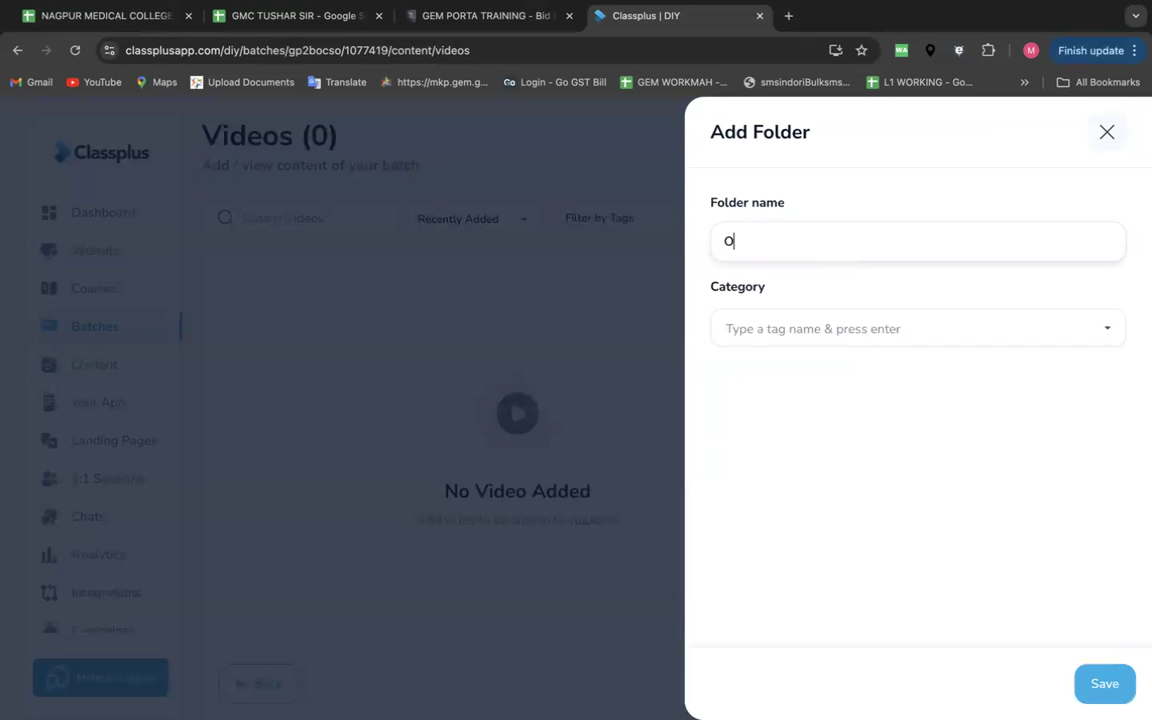 NAGPUR MEDICAL COLLEGE
GMC TUSHAR SIR - Google S
GEM PORTA TRAINING - Bid
Classplus | DIY
classplusapp.com/diy/batches/gp2bocso/1077419/content/videos
M
Finish update
Gmail
YouTube
Maps
Upload Documents
Translate
https://mkp.gem.g...
Go Login - Go GST Bill
GEM WORKMAH -...
smsindoriBulksms...
L1 WORKING - Go...
All Bookmarks
Classplus
Dashboard
Courses
Batches
Content
Your App
Landing Pages
1:1 Sessions
Chats
Analytics
Integrations
Videos (0)
Add / view content of your batch
Search Videos
Recently Added
Filter by Tags
No Video Added
Back
Add Folder
Folder name
O
Category
Type a tag name & press enter
Save